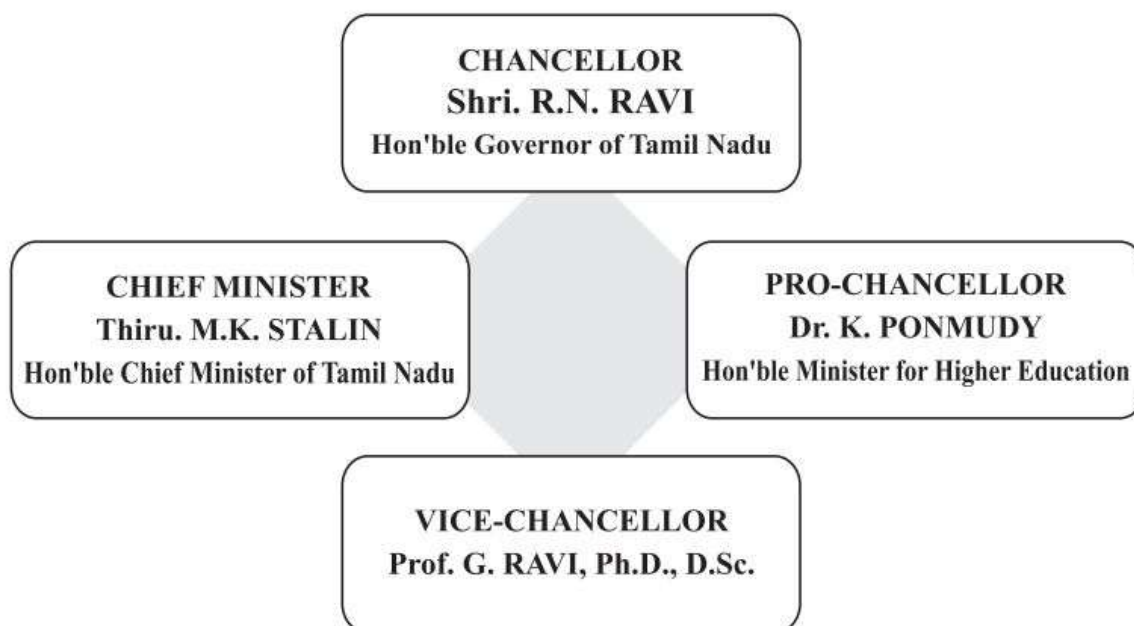 CHANCELLOR
Shri. R.N. RAVI
Hon'ble Governor of Tamil Nadu
CHIEF MINISTER
Thiru. M.K. STALIN
Hon'ble Chief Minister of Tamil Nadu
PRO-CHANCELLOR
Dr. K. PONMUDY
Hon'ble Minister for Higher Education
VICE-CHANCELLOR
Prof. G. RAVI, Ph.D., D.Sc.